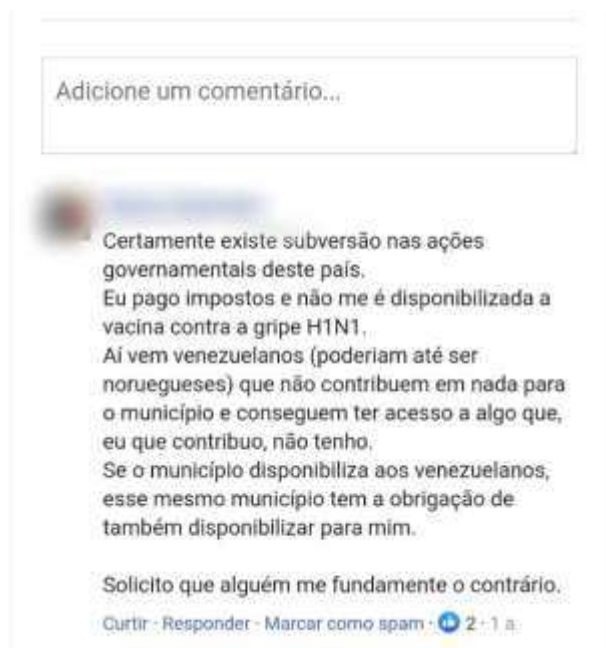 Adicione um comentário...
Certamente existe subversão nas ações
governamentais deste país.
Eu pago impostos e não me é disponibilizada a
vacina contra a gripe H1N1.
Aí vem venezuelanos (poderiam até ser
noruegueses) que não contribuem em nada para
o município e conseguem ter acesso a algo que,
eu que contribuo, não tenho.
Se o município disponibiliza aos venezuelanos,
esse mesmo município tem a obrigação de
também disponibilizar para mim.
Solicito que alguém me fundamente o contrário.
Curtir · Responder · Marcar como spam · 2 · 1 a